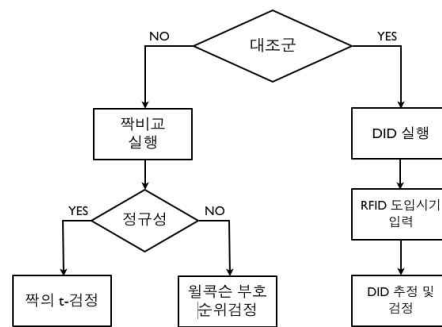 대조군
NO
YES
짝비교
실행
DID 실행
정규성
YES
NO
RFID 도입시기
입력
짝의 t-검정
윌콕슨 부호
순위검정
DID 추정 및
검정